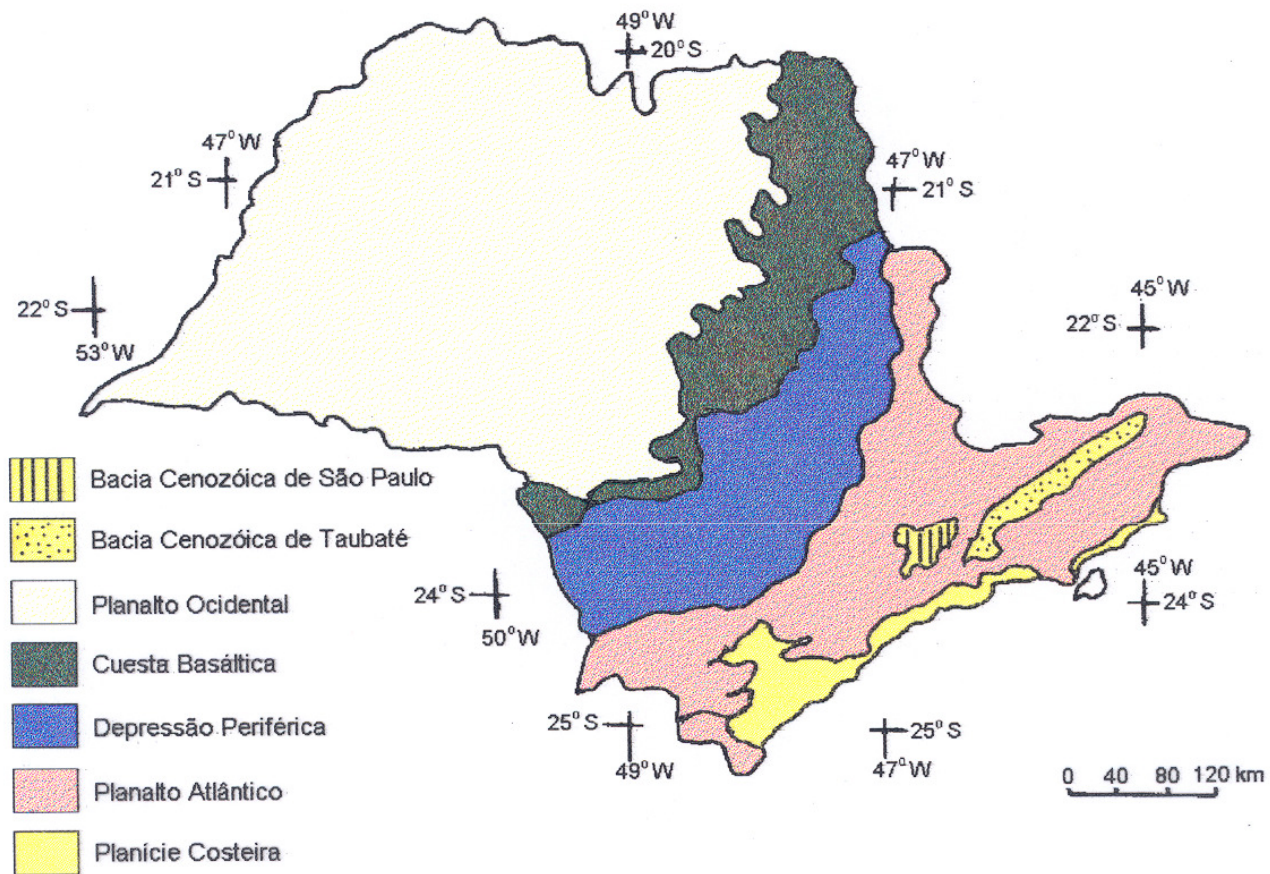 49° W
20° S
47° W
21° S
47° W
21° S
22° S
53° W
45° W
22° S
Bacia Cenozóica de São Paulo
Bacia Cenozóica de Taubaté
Planalto Ocidental
Cuesta Basáltica
Depressão Periférica
Planalto Atlântico
Planície Costeira
24° S
50° W
45° W
24° S
25° S
49° W
25° S
47° W
0 40 80 120 km